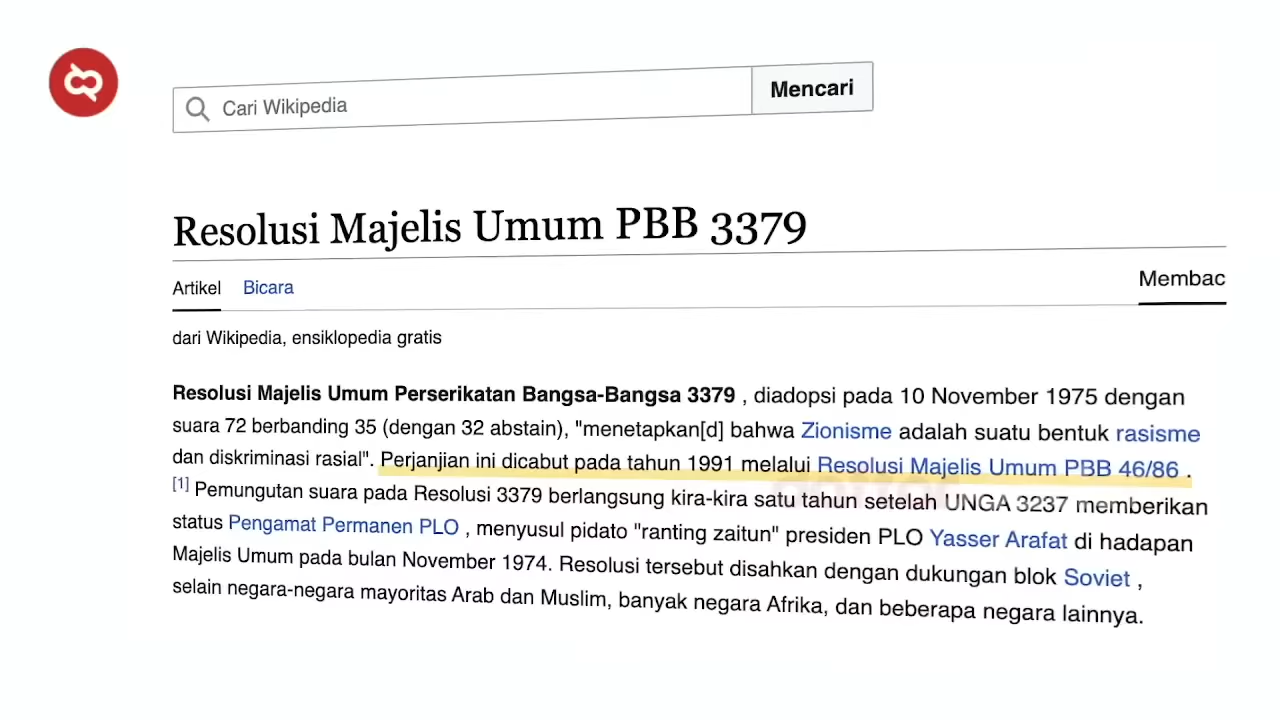 Cari Wikipedia
Mencari
Resolusi Majelis Umum PBB 3379
Artikel
Bicara
Membac
dari Wikipedia, ensiklopedia gratis
Resolusi Majelis Umum Perserikatan Bangsa-Bangsa 3379 , diadopsi pada 10 November 1975 dengan
suara 72 berbanding 35 (dengan 32 abstain), "menetapkan[d] bahwa Zionisme adalah suatu bentuk rasisme
dan diskriminasi rasial". Perjanjian ini dicabut pada tahun 1991 melalui Resolusi Majelis Umum PBB 46/86 .
[1] Pemungutan suara pada Resolusi 3379 berlangsung kira-kira satu tahun setelah UNGA 3237 memberikan
status Pengamat Permanen PLO , menyusul pidato "ranting zaitun" presiden PLO Yasser Arafat di hadapan
Majelis Umum pada bulan November 1974. Resolusi tersebut disahkan dengan dukungan blok Soviet ,
selain negara-negara mayoritas Arab dan Muslim, banyak negara Afrika, dan beberapa negara lainnya.